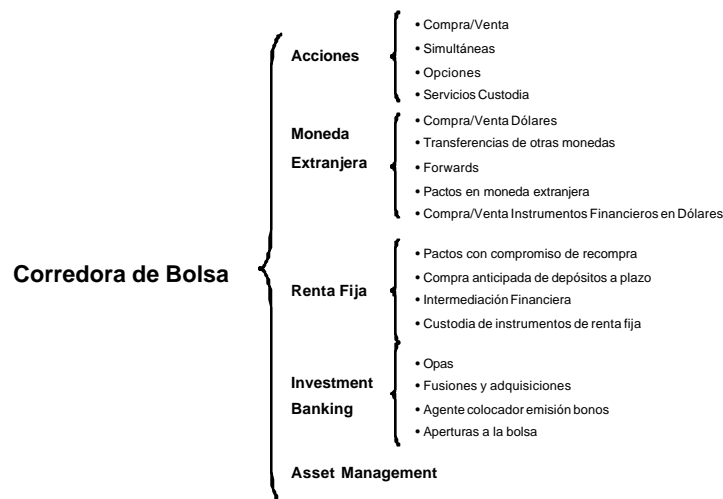 Corredora de Bolsa
Acciones
• Compra/Venta
• Simultáneas
• Opciones
• Servicios Custodia
Moneda
Extranjera
• Compra/Venta Dólares
• Transferencias de otras monedas
• Forwards
• Pactos en moneda extranjera
• Compra/Venta Instrumentos Financieros en Dólares
Renta Fija
• Pactos con compromiso de recompra
• Compra anticipada de depósitos a plazo
• Intermediación Financiera
• Custodia de instrumentos de renta fija
Investment
Banking
• Opas
• Fusiones y adquisiciones
• Agente colocador emisión bonos
• Aperturas a la bolsa
Asset Management